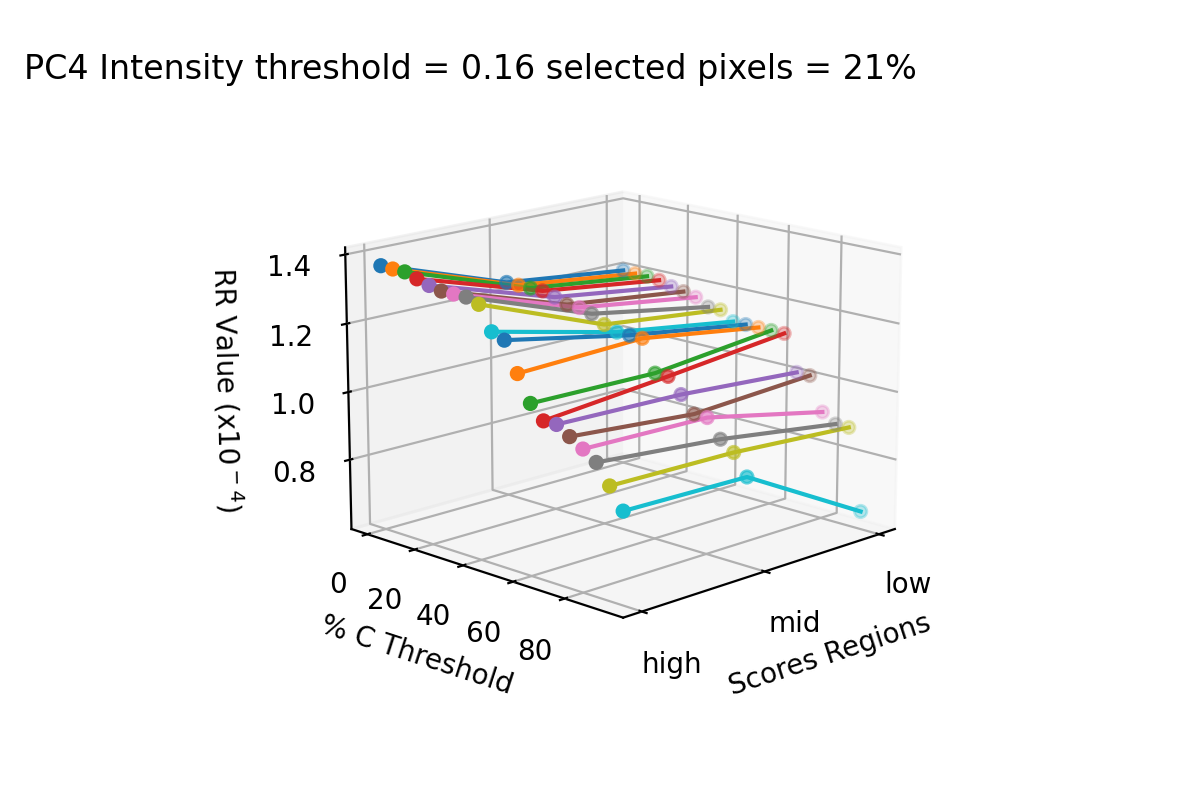 PC4 Intensity threshold = 0.16 selected pixels = 21%
RR Value (x10⁻⁴)
1.4
1.2
1.0
0.8
0
20
40
60
80
% C Threshold
high
mid
low
Scores Regions